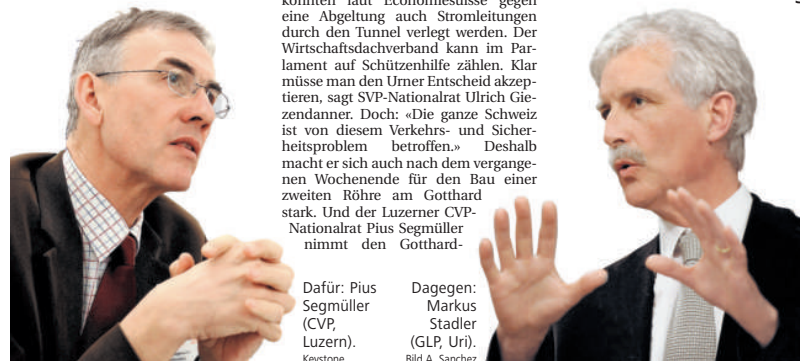 könnten laut Economiesuisse gegen
eine Abgeltung auch Stromleitungen
durch den Tunnel verlegt werden. Der
Wirtschaftsdachverband kann im Par-
lament auf Schützenhilfe zählen. Klar
müsse man den Urner Entscheid akzep-
tieren, sagt SVP-Nationalrat Ulrich Gie-
zendanner. Doch: «Die ganze Schweiz
ist von diesem Verkehrs- und Sicher-
heitsproblem betroffen.» Deshalb
macht er sich auch nach dem vergange-
nen Wochenende für den Bau einer
zweiten Röhre am Gotthard
stark. Und der Luzerner CVP-
Nationalrat Pius Segmüller
nimmt den Gotthard-
Dafür: Pius
Segmüller
(CVP,
Luzern).
Keystone
Dagegen:
Markus
Stadler
(GLP, Uri).
Bild A. Sanchez